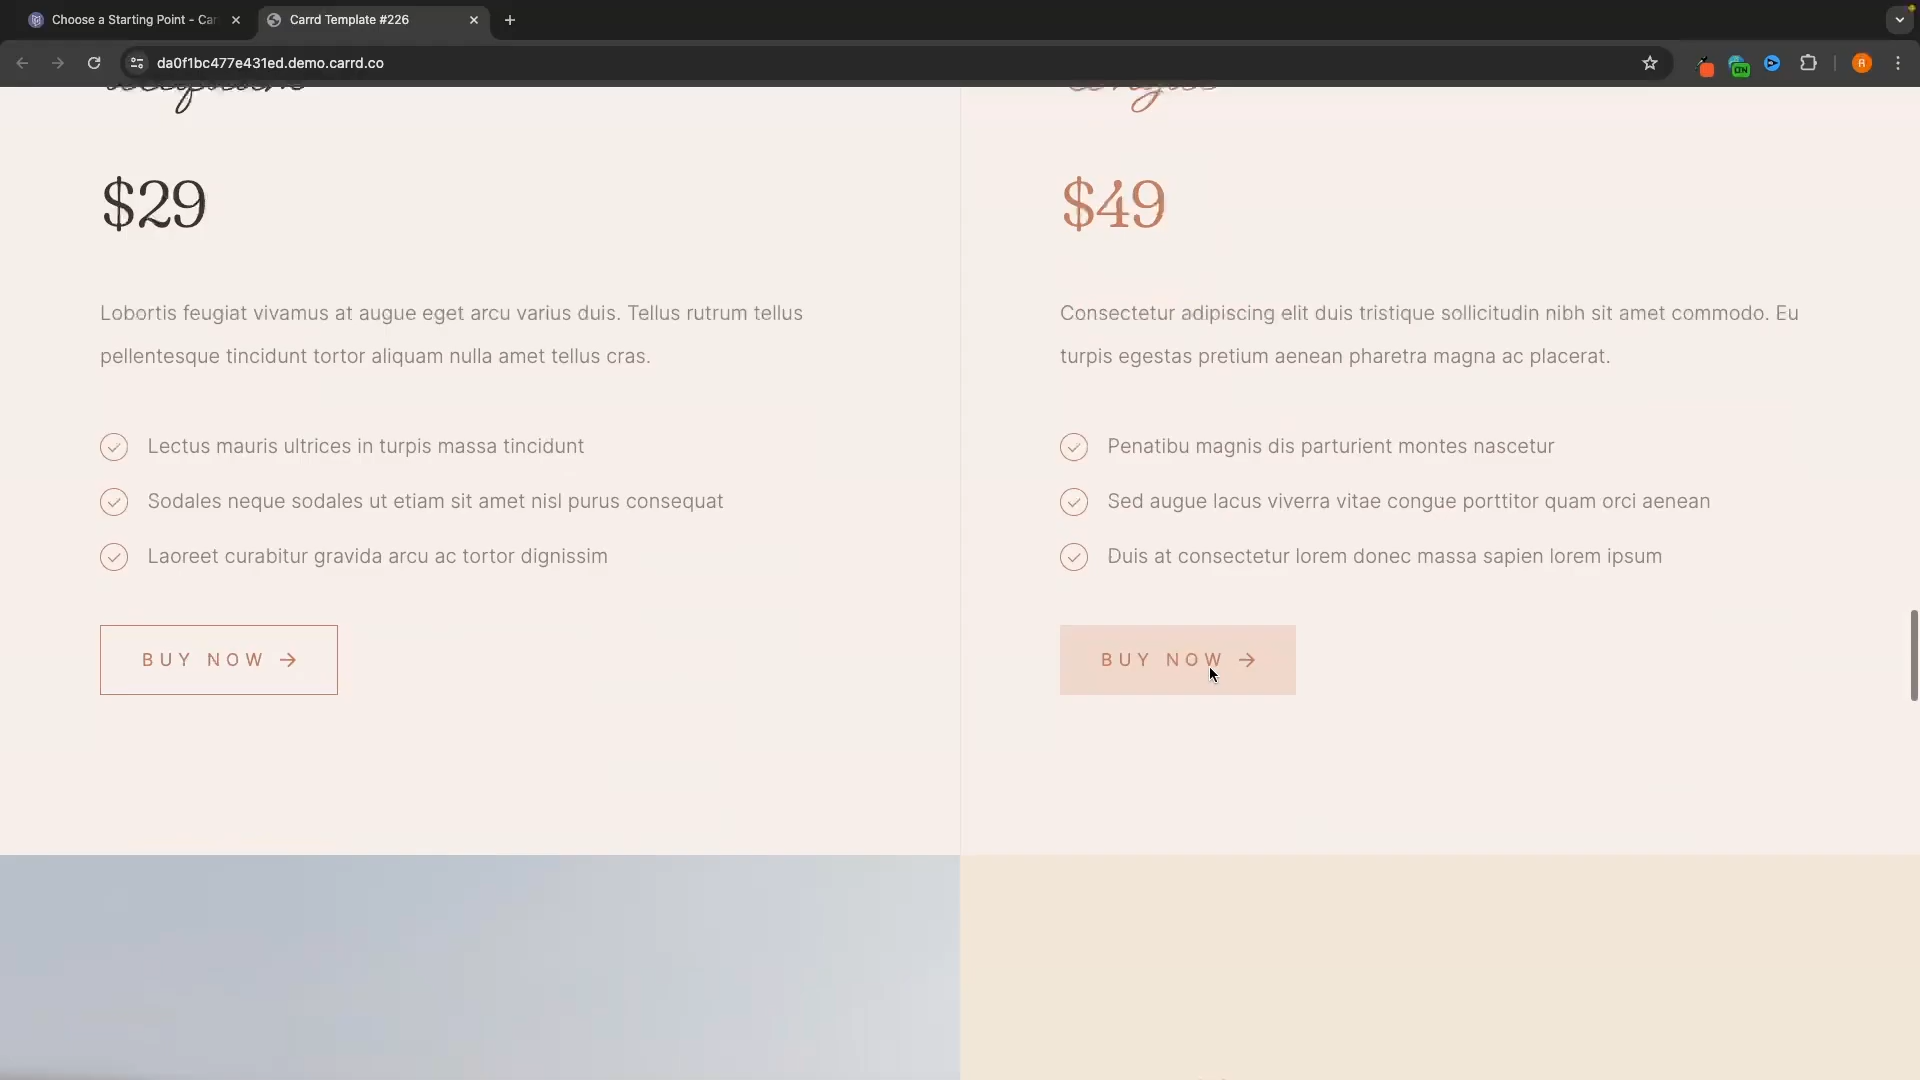 Choose a Starting Point - Car
Carrd Template #226
da0f1bc477e431ed.demo.carrd.co
ON
R
$29
Lobortis feugiat vivamus at augue eget arcu varius duis. Tellus rutrum tellus
pellentesque tincidunt tortor aliquam nulla amet tellus cras.
Lectus mauris ultrices in turpis massa tincidunt
Sodales neque sodales ut etiam sit amet nisl purus consequat
Laoreet curabitur gravida arcu ac tortor dignissim
BUY NOW →
$49
Consectetur adipiscing elit duis tristique sollicitudin nibh sit amet commodo. Eu
turpis egestas pretium aenean pharetra magna ac placerat.
Penatibu magnis dis parturient montes nascetur
Sed augue lacus viverra vitae congue porttitor quam orci aenean
Duis at consectetur lorem donec massa sapien lorem ipsum
BUY NOW →